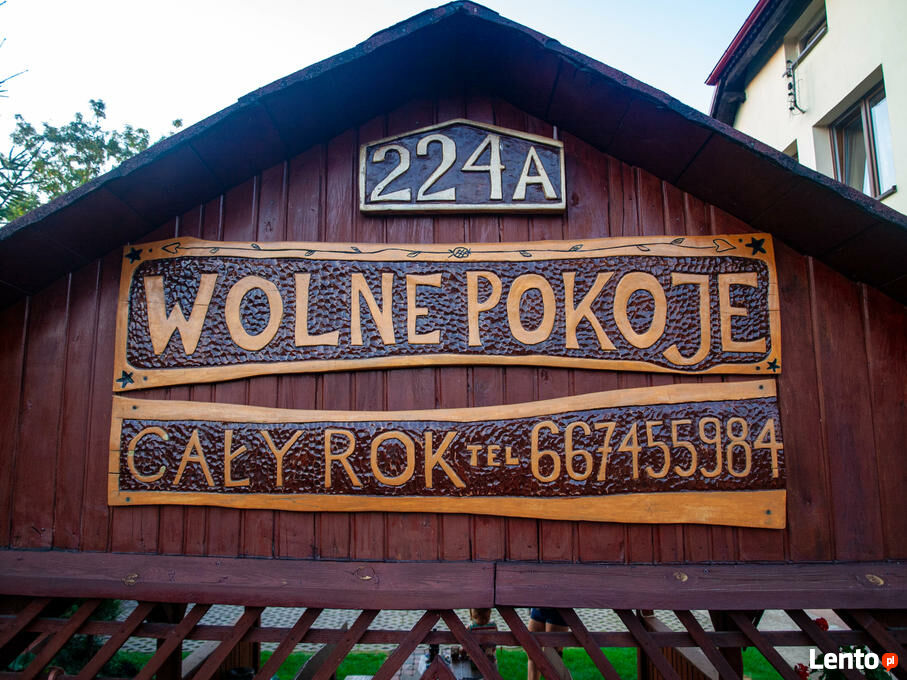 224A
WOLNE POKOJE
CAŁY ROK TEL 667455984
Lento.pl